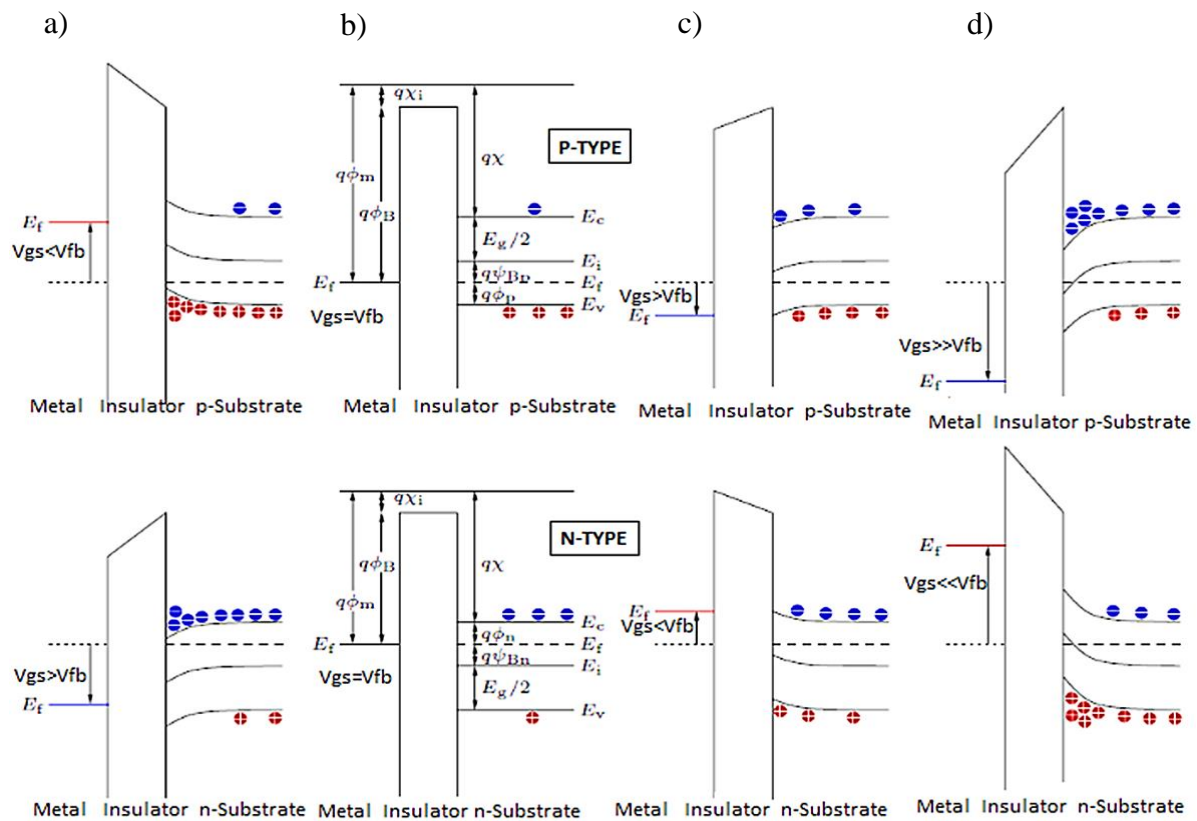 a)
b)
c)
d)
qχi
P-TYPE
qχ
qϕm
qϕB
Ef
Vgs<Vfb
Ec
Eg/2
Ei
qψBp
Ef
Ef
qϕp
Ev
Vgs=Vfb
Vgs>Vfb
Ef
Vgs>>Vfb
Ef
Metal Insulator p-Substrate
Metal Insulator p-Substrate
Metal Insulator p-Substrate
Metal Insulator p-Substrate
qχi
N-TYPE
qχ
qϕB
qϕm
Ef
Vgs<<Vfb
Ef
Vgs<Vfb
Ec
qϕn
Ef
Ef
qψBn
Ei
Vgs>Vfb
Vgs=Vfb
Eg/2
Ef
Ev
Metal Insulator n-Substrate
Metal Insulator n-Substrate
Metal Insulator n-Substrate
Metal Insulator n-Substrate